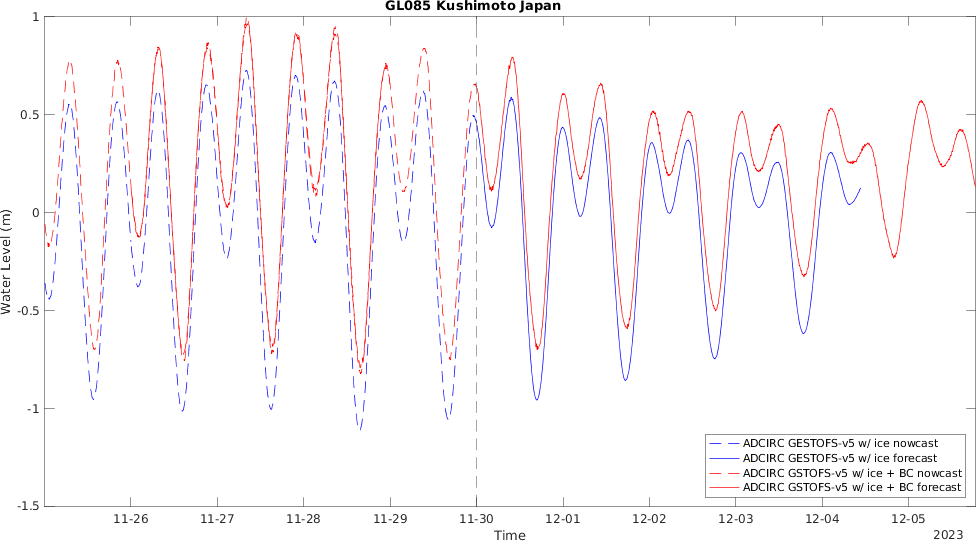 GL085 Kushimoto Japan
Water Level (m)
1
0.5
0
-0.5
-1
-1.5
ADCIRC GESTOFS-v5 w/ ice nowcast
ADCIRC GESTOFS-v5 w/ ice forecast
ADCIRC GSTOFS-v5 w/ ice + BC nowcast
ADCIRC GSTOFS-v5 w/ ice + BC forecast
11-26 11-27 11-28 11-29 11-30 12-01 12-02 12-03 12-04 12-05
Time
2023